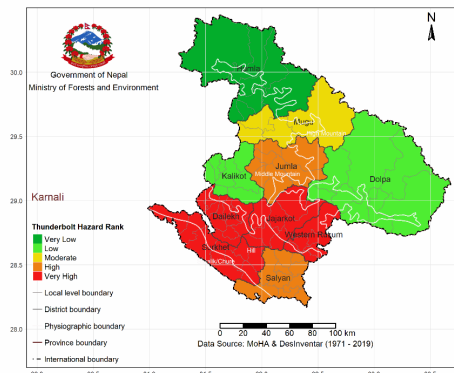 N
Government of Nepal
Ministry of Forests and Environment
30.0
Humla
Mugu
29.5
Jumla
Middle Mountain
Kalikot
Dolpa
Karnali
29.0
Dailekh
Jajarkot
Western Rukum
Thunderbolt Hazard Rank
Very Low
Low
Moderate
High
Very High
Hill
28.5
Salyan
Local level boundary
District boundary
Physiographic boundary
28.0
0 20 40 60 80 100 km
Province boundary
Data Source: MoHA & DesInventar (1971 - 2019)
International boundary